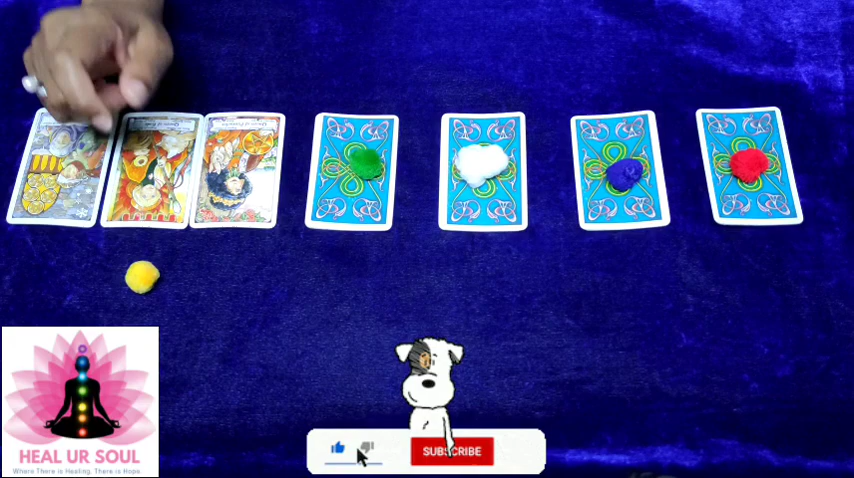 HEAL UR SOUL
Where There is Healing, There is Hope
SUBSCRIBE